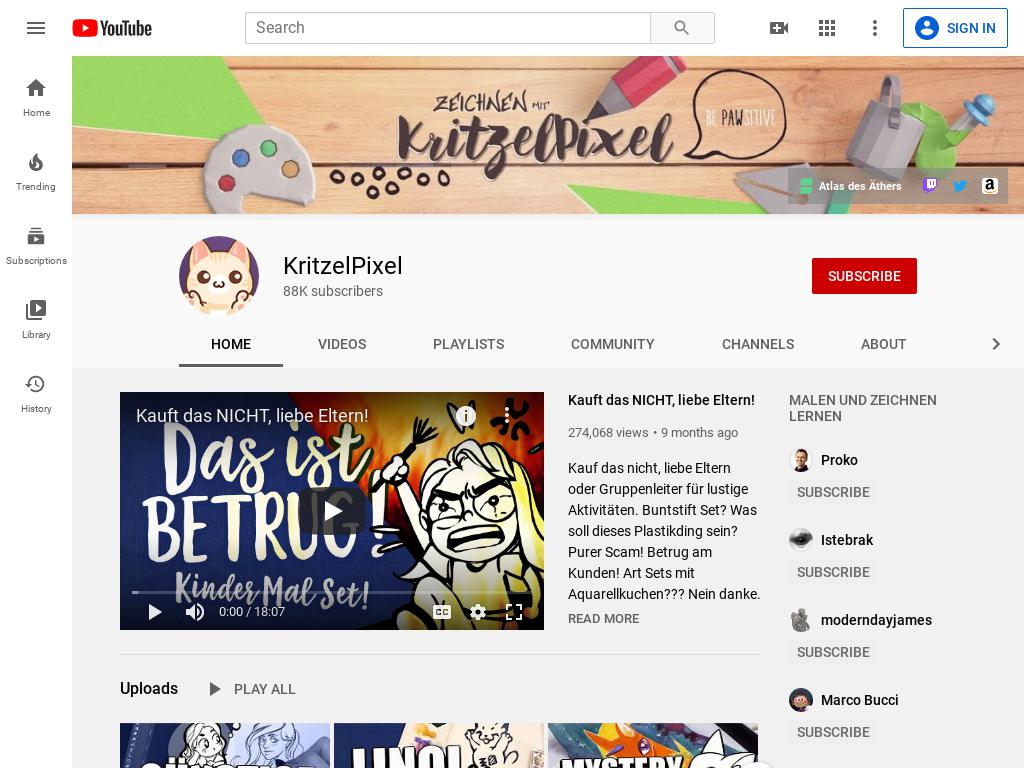 YouTube
Search
SIGN IN
Home
Trending
Subscriptions
Library
History
ZEICHNEN MIT
KritzelPixel
BE PAWSITIVE
Atlas des Äthers
KritzelPixel
88K subscribers
SUBSCRIBE
HOME
VIDEOS
PLAYLISTS
COMMUNITY
CHANNELS
ABOUT
Kauft das NICHT, liebe Eltern!
Das ist
BETRUG!
Kinder Mal Set!
0:00 / 18:07
Kauft das NICHT, liebe Eltern!
274,068 views • 9 months ago
Kauf das nicht, liebe Eltern
oder Gruppenleiter für lustige
Aktivitäten. Buntstift Set? Was
soll dieses Plastikding sein?
Purer Scam! Betrug am
Kunden! Art Sets mit
Aquarellkuchen??? Nein danke.
READ MORE
MALEN UND ZEICHNEN
LERNEN
Proko
SUBSCRIBE
Istebrak
SUBSCRIBE
moderndayjames
SUBSCRIBE
Marco Bucci
SUBSCRIBE
Uploads
PLAY ALL
LINOL
MYSTERY